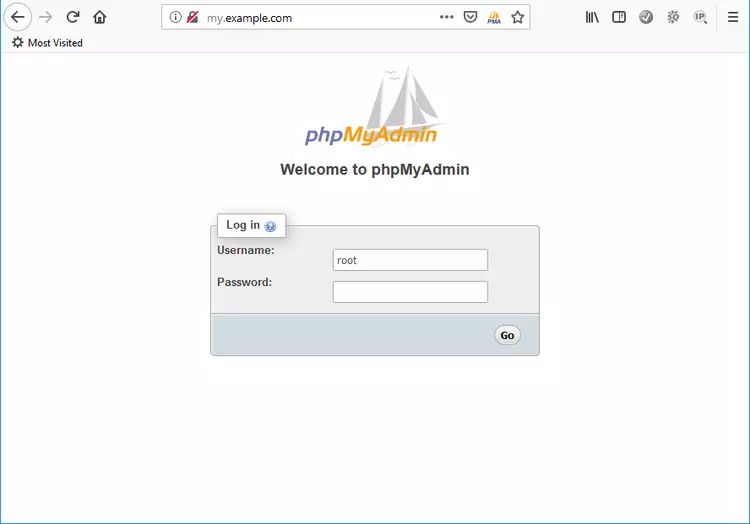 my.example.com
PMA
IP
Most Visited
phpMyAdmin
Welcome to phpMyAdmin
Log in
Username:
root
Password:
Go